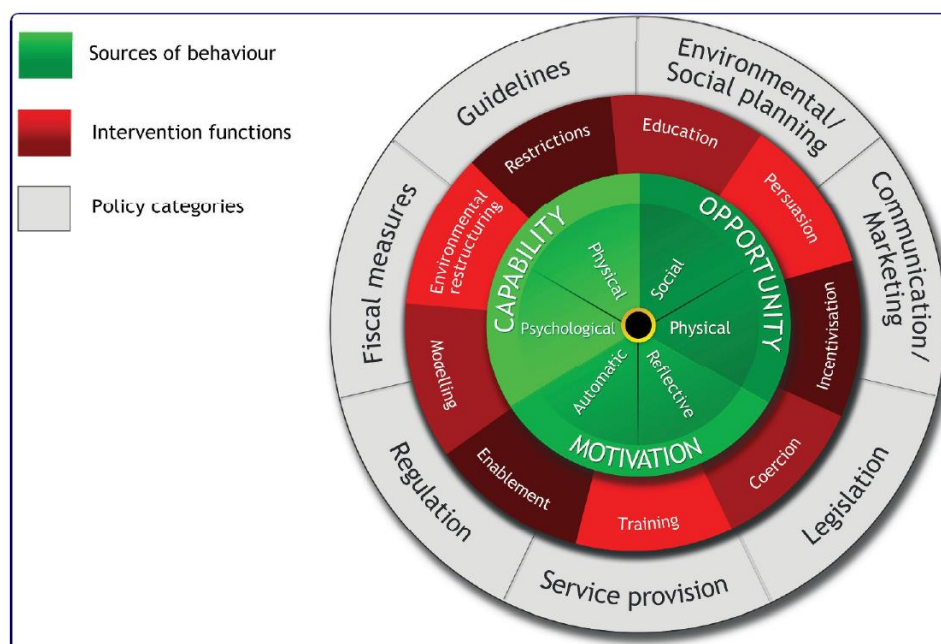 Sources of behaviour
Intervention functions
Policy categories
Guidelines
Environmental/
Social planning
Communication/
Marketing
Legislation
Service provision
Regulation
Fiscal measures
Restrictions
Education
Persuasion
Incentivisation
Coercion
Training
Enablement
Modelling
Environmental
restructuring
CAPABILITY
OPPORTUNITY
MOTIVATION
Physical
Social
Psychological
Physical
Automatic
Reflective